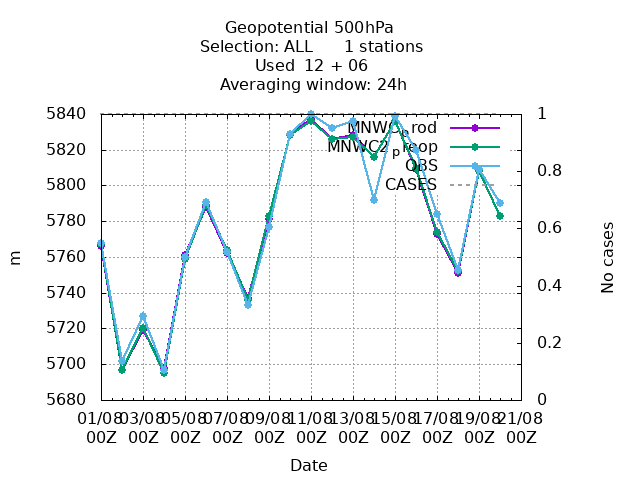 Geopotential 500hPa
Selection: ALL 1 stations
Used 12 + 06
Averaging window: 24h
5840
5820
5800
5780
5760
5740
5720
5700
5680
m
1
0.8
0.6
0.4
0.2
0
No cases
MNWC_prod
MNWC2_preop
OBS
CASES
01/08 03/08 05/08 07/08 09/08 11/08 13/08 15/08 17/08 19/08 21/08
00Z 00Z 00Z 00Z 00Z 00Z 00Z 00Z 00Z 00Z 00Z
Date